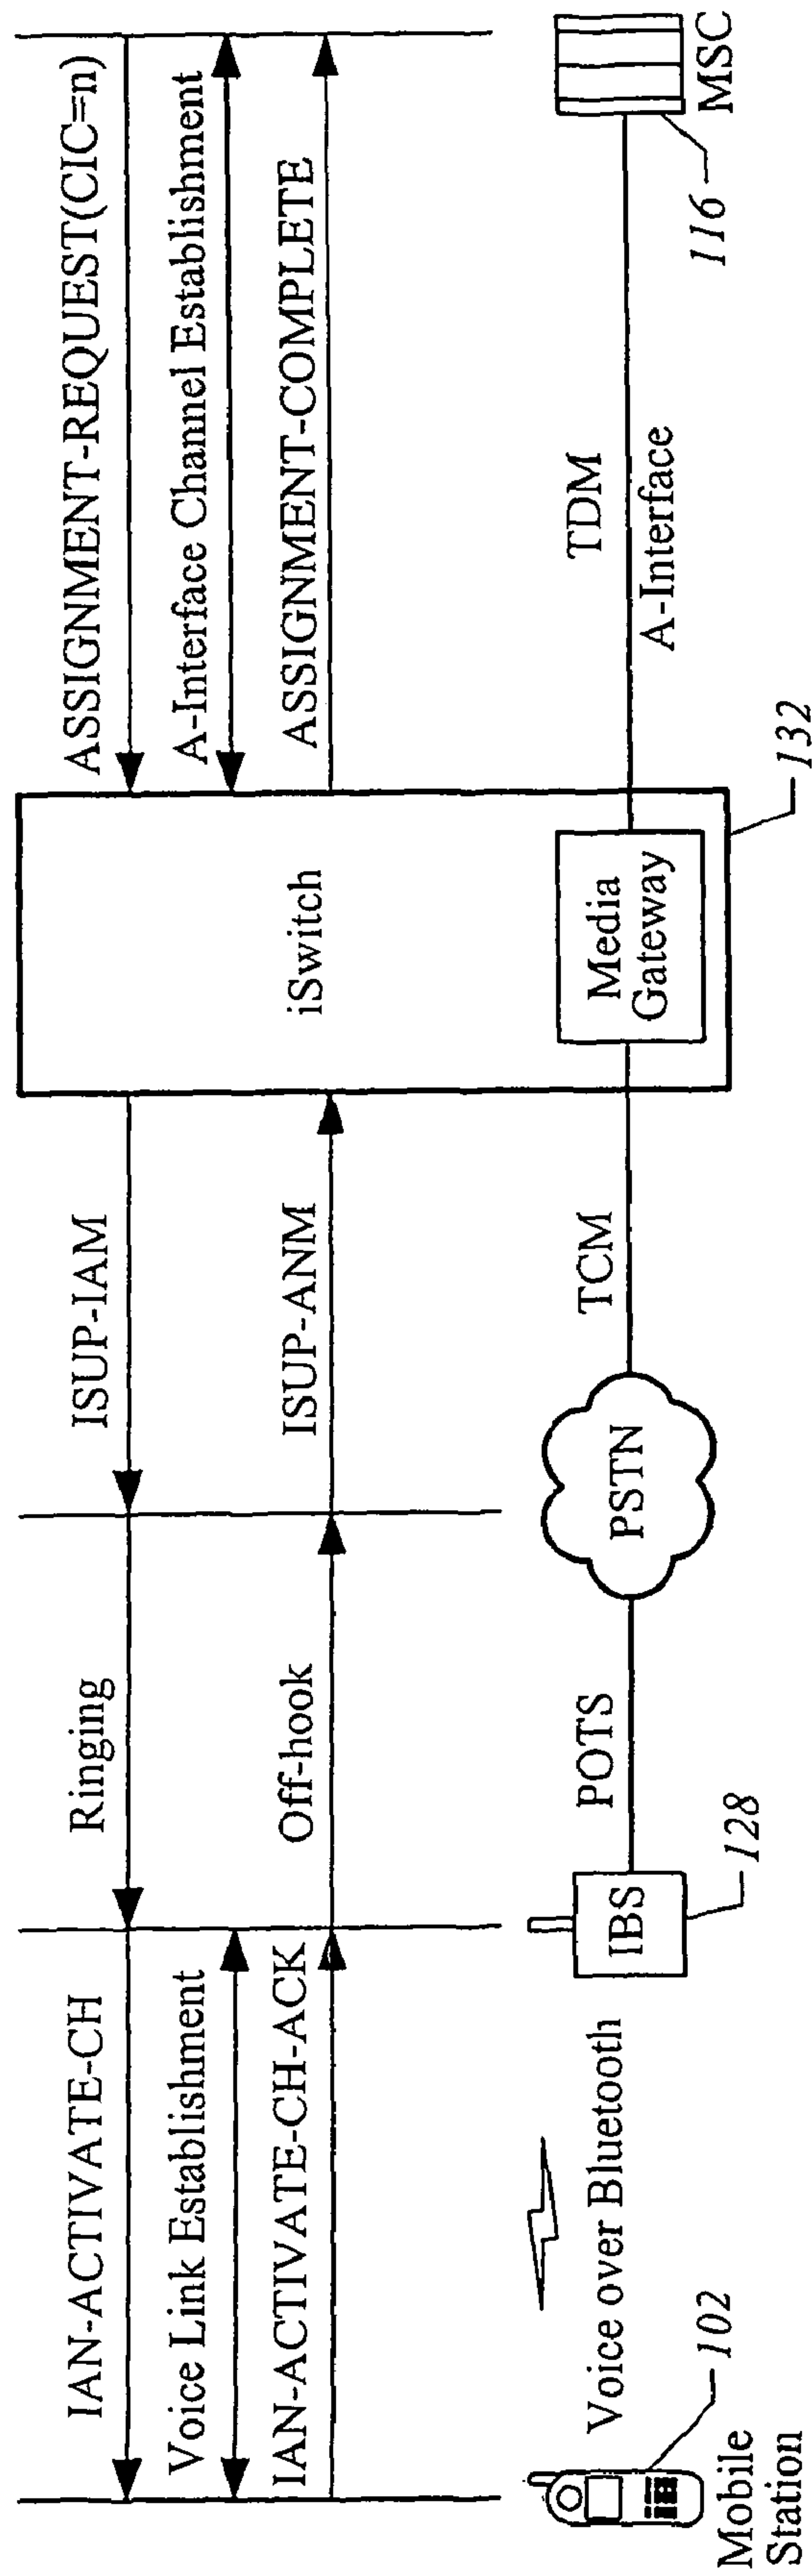 IAN-ACTIVATE-CH
Ringing
ISUP-IAM
ASSIGNMENT-REQUEST(CIC=n)
Voice Link Establishment
A-Interface Channel Establishment
IAN-ACTIVATE-CH-ACK
Off-hook
ISUP-ANM
iSwitch
ASSIGNMENT-COMPLETE
Voice over Bluetooth
IBS
POTS
PSTN
TCM
Media
Gateway
TDM
A-Interface
MSC
116
132
128
102
Mobile
Station